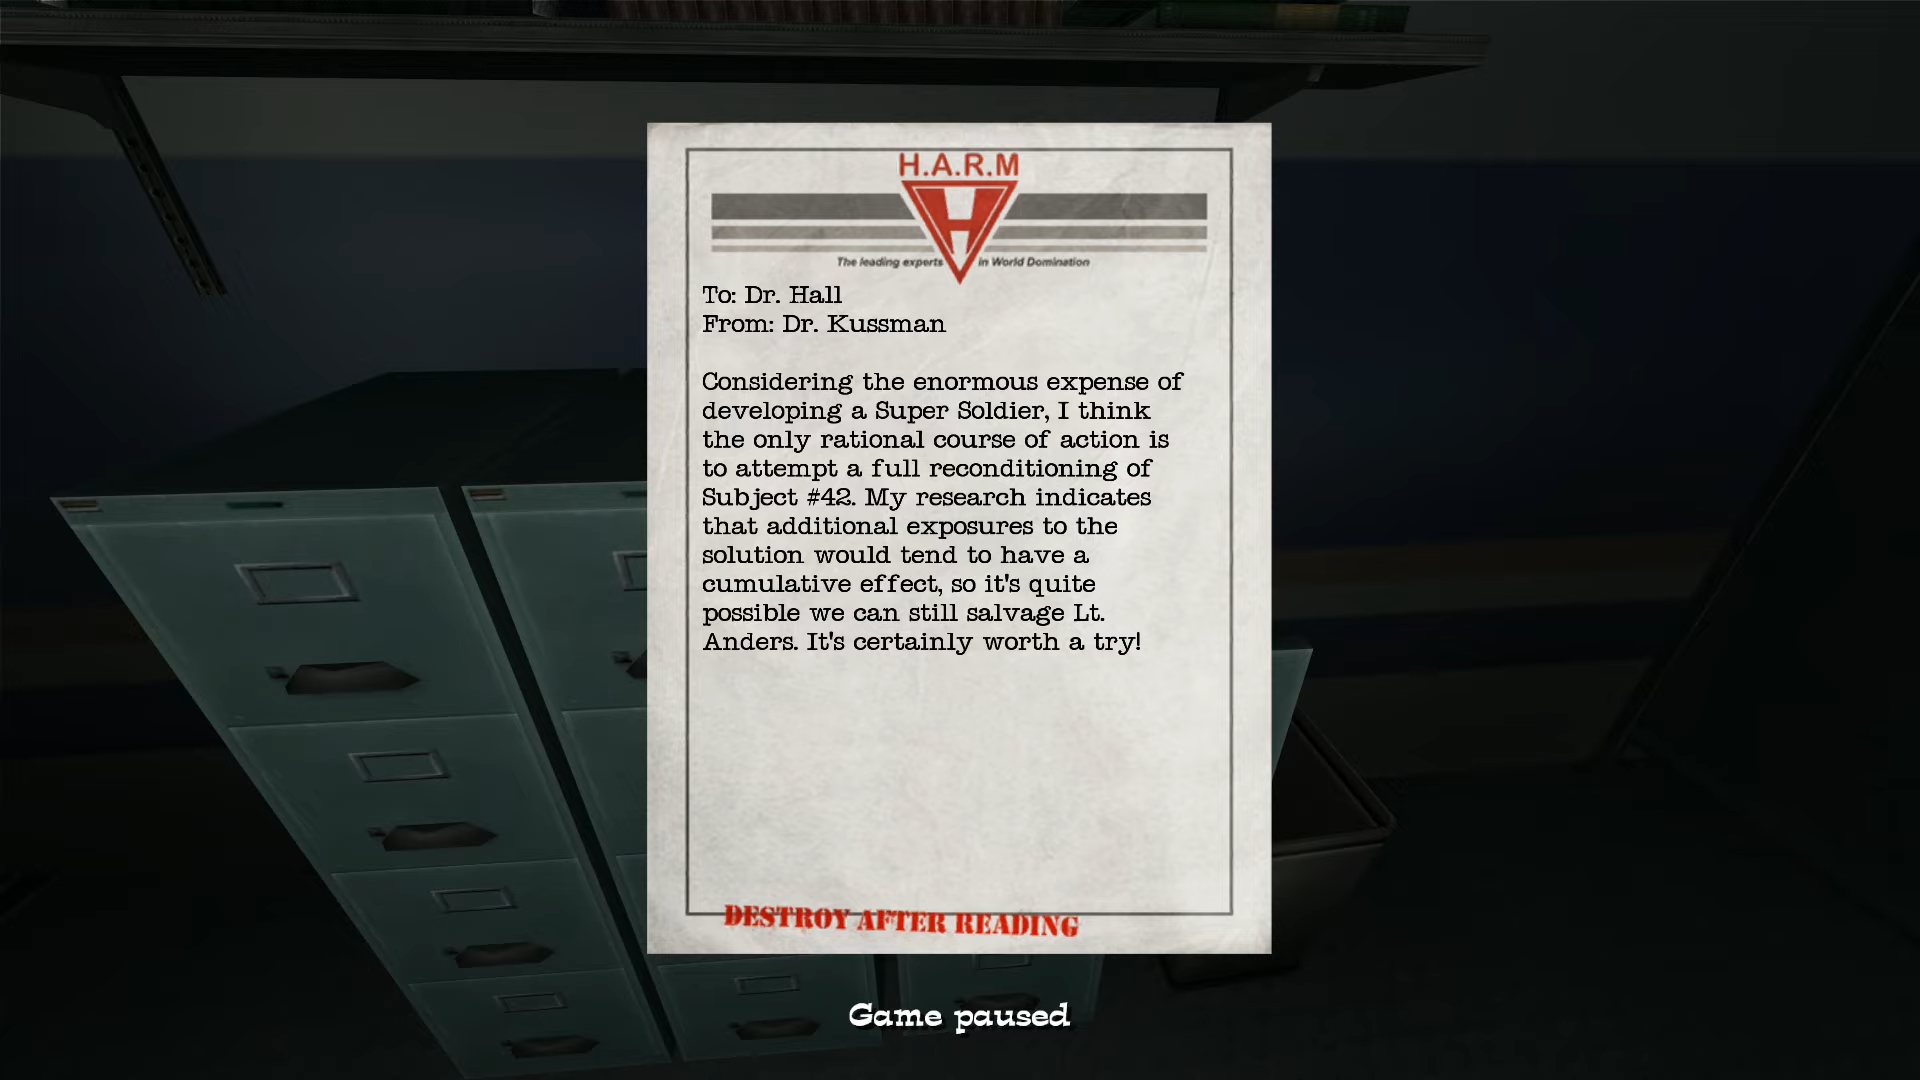 H.A.R.M
H
The leading experts in World Domination
To: Dr. Hall
From: Dr. Kussman
Considering the enormous expense of
developing a Super Soldier, I think
the only rational course of action is
to attempt a full reconditioning of
Subject #42. My research indicates
that additional exposures to the
solution would tend to have a
cumulative effect, so it's quite
possible we can still salvage Lt.
Anders. It's certainly worth a try!
DESTROY AFTER READING
Game paused